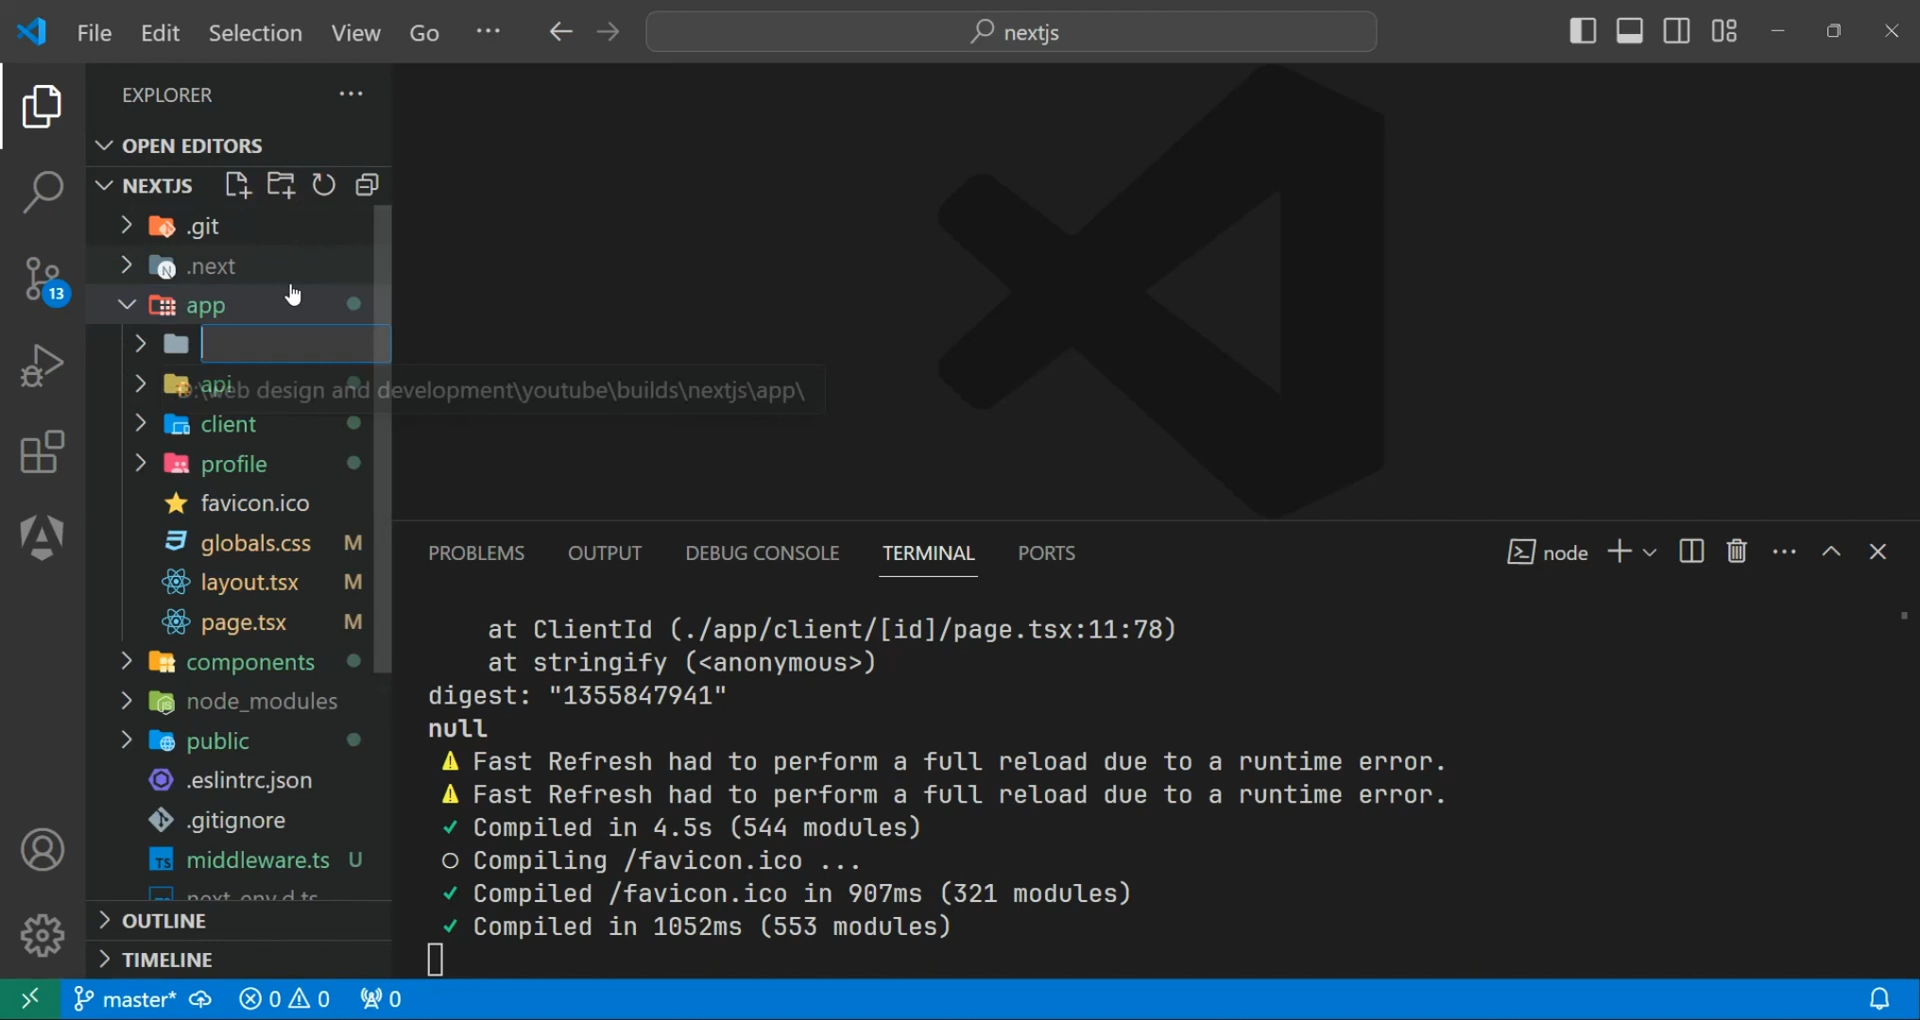 File Edit Selection View Go ··· nextjs
EXPLORER ···
OPEN EDITORS
NEXTJS
.git
.next
app
api
\web design and development\youtube\builds\nextjs\app\
client
profile
favicon.ico
globals.css M
layout.tsx M
page.tsx M
components
node_modules
public
.eslintrc.json
.gitignore
middleware.ts U
next-env.d.ts
OUTLINE
TIMELINE
13
PROBLEMS OUTPUT DEBUG CONSOLE TERMINAL PORTS node
at ClientId (./app/client/[id]/page.tsx:11:78)
at stringify (<anonymous>)
digest: "1355847941"
null
⚠ Fast Refresh had to perform a full reload due to a runtime error.
⚠ Fast Refresh had to perform a full reload due to a runtime error.
✓ Compiled in 4.5s (544 modules)
○ Compiling /favicon.ico ...
✓ Compiled /favicon.ico in 907ms (321 modules)
✓ Compiled in 1052ms (553 modules)
master* 0 0 0